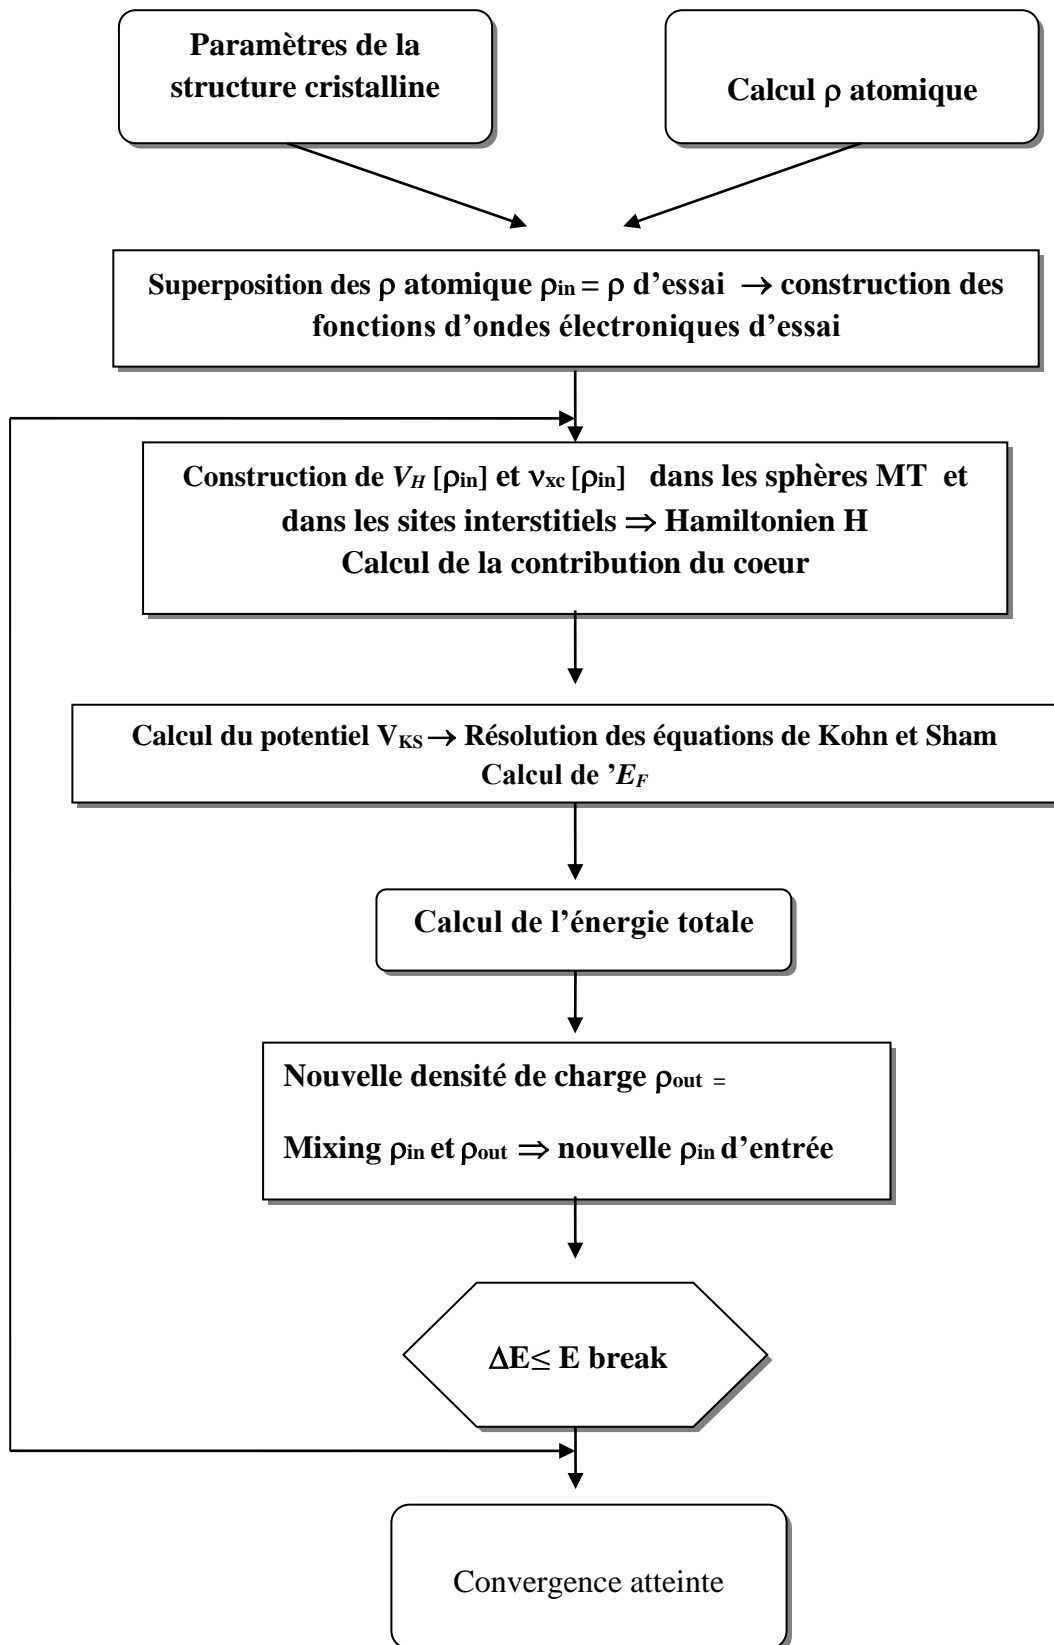 Paramètres de la
structure cristalline
Calcul ρ atomique
Superposition des ρ atomique ρin = ρ d’essai → construction des
fonctions d’ondes électroniques d’essai
Construction de VH [ρin] et νxc [ρin] dans les sphères MT et
dans les sites interstitiels ⇒ Hamiltonien H
Calcul de la contribution du coeur
Calcul du potentiel VKS → Résolution des équations de Kohn et Sham
Calcul de ’EF
Calcul de l’énergie totale
Nouvelle densité de charge ρout =
Mixing ρin et ρout ⇒ nouvelle ρin d’entrée
ΔE≤ E break
Convergence atteinte